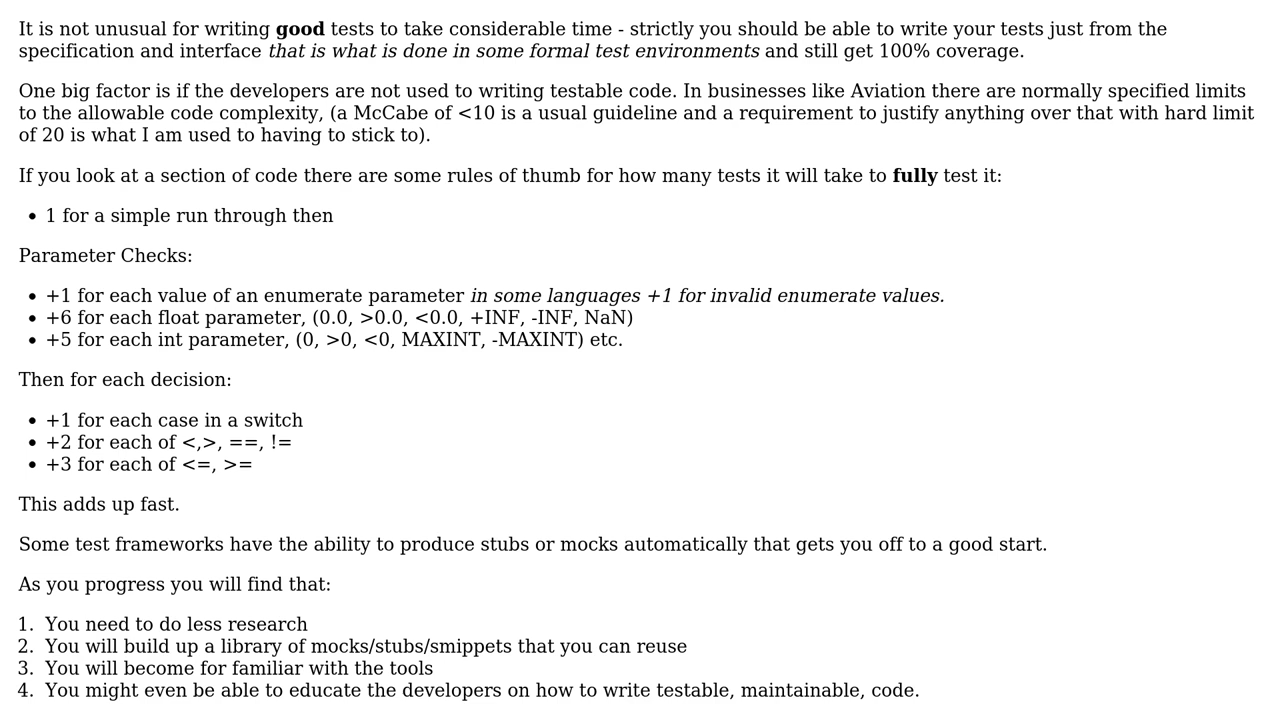 It is not unusual for writing good tests to take considerable time - strictly you should be able to write your tests just from the
specification and interface that is what is done in some formal test environments and still get 100% coverage.
One big factor is if the developers are not used to writing testable code. In businesses like Aviation there are normally specified limits
to the allowable code complexity, (a McCabe of <10 is a usual guideline and a requirement to justify anything over that with hard limit
of 20 is what I am used to having to stick to).
If you look at a section of code there are some rules of thumb for how many tests it will take to fully test it:
• 1 for a simple run through then
Parameter Checks:
• +1 for each value of an enumerate parameter in some languages +1 for invalid enumerate values.
• +6 for each float parameter, (0.0, >0.0, <0.0, +INF, -INF, NaN)
• +5 for each int parameter, (0, >0, <0, MAXINT, -MAXINT) etc.
Then for each decision:
• +1 for each case in a switch
• +2 for each of <,>, ==, !=
• +3 for each of <=, >=
This adds up fast.
Some test frameworks have the ability to produce stubs or mocks automatically that gets you off to a good start.
As you progress you will find that:
1. You need to do less research
2. You will build up a library of mocks/stubs/smippets that you can reuse
3. You will become for familiar with the tools
4. You might even be able to educate the developers on how to write testable, maintainable, code.